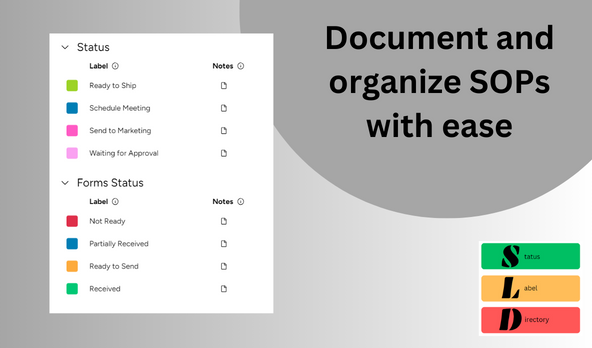 Status
Label Notes
Ready to Ship
Schedule Meeting
Send to Marketing
Waiting for Approval
Forms Status
Label Notes
Not Ready
Partially Received
Ready to Send
Received
Document and
organize SOPs
with ease
Status
Label
Directory